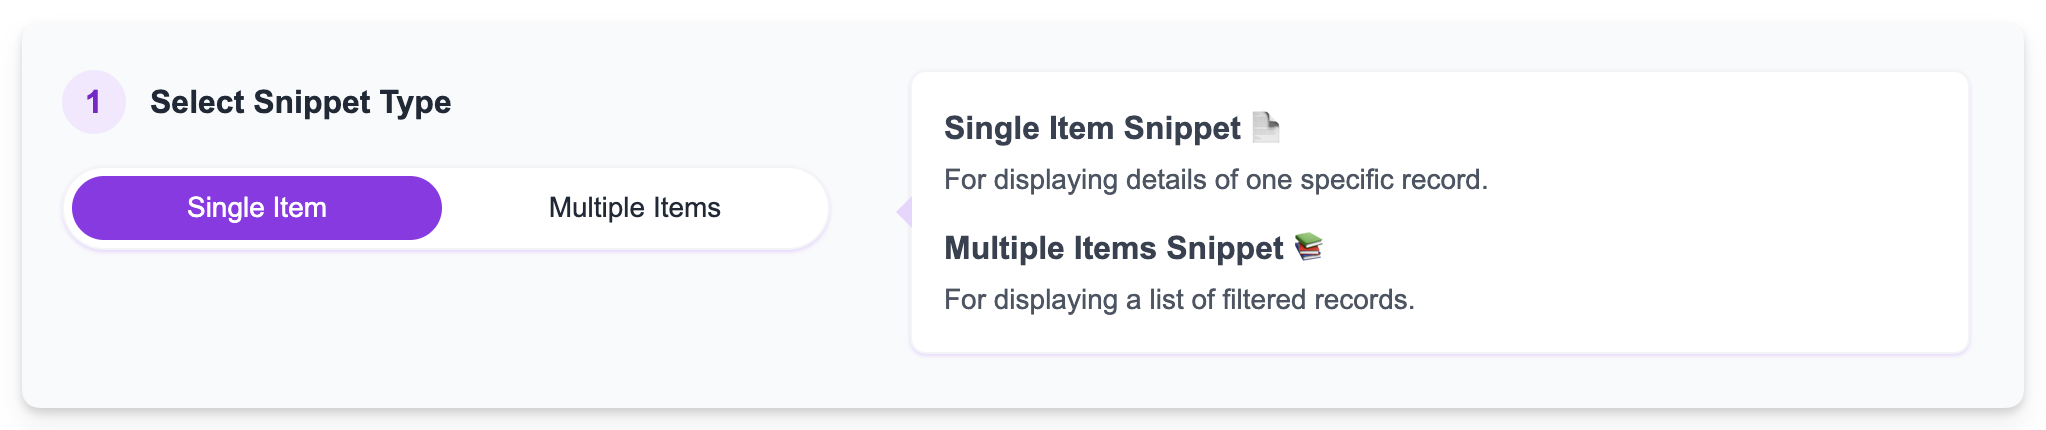 1 Select Snippet Type
Single Item Multiple Items
Single Item Snippet
For displaying details of one specific record.
Multiple Items Snippet
For displaying a list of filtered records.